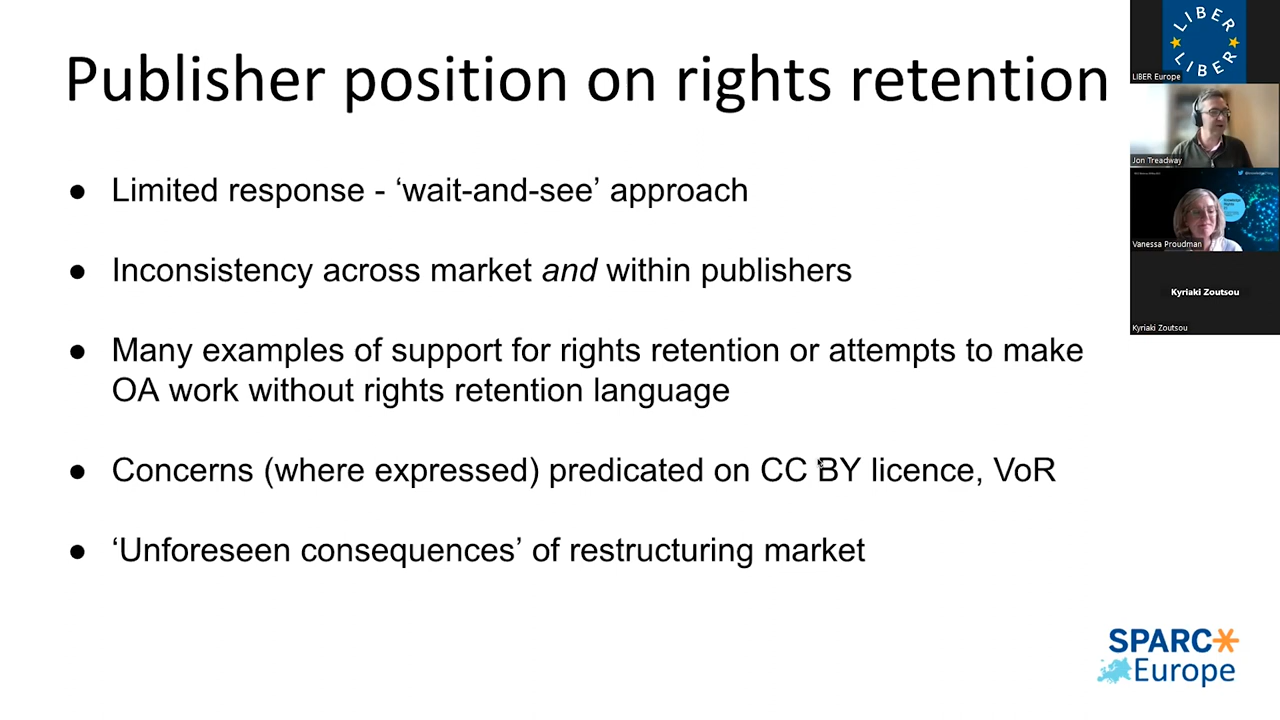 Publisher position on rights retention
● Limited response - ‘wait-and-see’ approach
● Inconsistency across market and within publishers
● Many examples of support for rights retention or attempts to make
OA work without rights retention language
● Concerns (where expressed) predicated on CC BY licence, VoR
● ‘Unforeseen consequences’ of restructuring market
SPARC
Europe
LIBER
LIBER
LIBER Europe
Jon Treadway
Vanessa Proudman
Kyriaki Zoutsou
Kyriaki Zoutsou